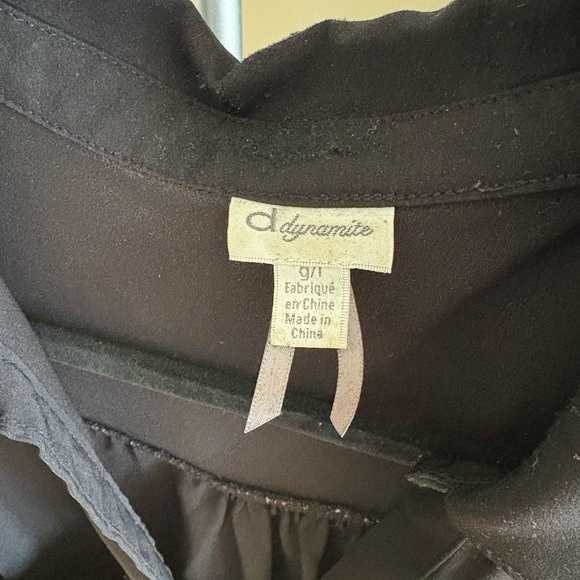 d dynamite
g/l
Fabriqué
en Chine
Made in
China